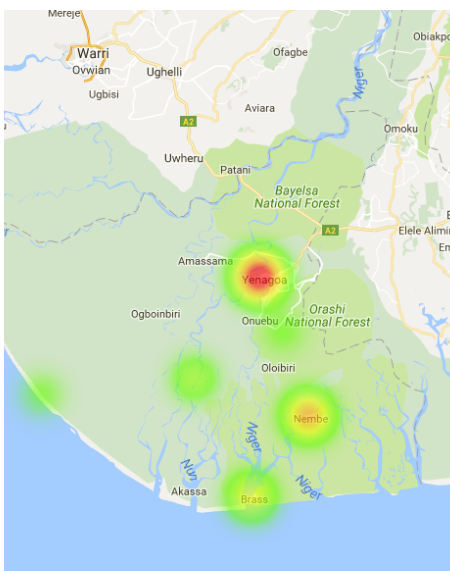 Mereje
Obiakpo
Warri
Ovwian
Ofagbe
Ughelli
Niger
Ugbisi
Aviara
A2
Omoku
Uwheru
Patani
Bayelsa
National Forest
A2
Elele Alimin
Amassama
Yenagoa
Ogboinbiri
Onuebu
Orashi
National Forest
Oloibiri
Nembe
Niger
Nun
Akassa
Brass
Niger